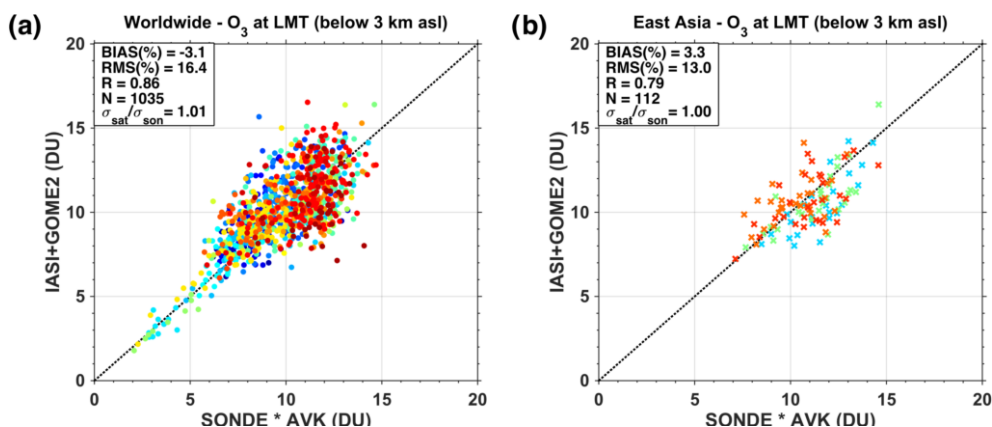 (a)
Worldwide - O3 at LMT (below 3 km asl)
20
15
10
5
0
IASI+GOME2 (DU)
BIAS(%) = -3.1
RMS(%) = 16.4
R = 0.86
N = 1035
σsat/σson = 1.01
0 5 10 15 20
SONDE * AVK (DU)
(b)
East Asia - O3 at LMT (below 3 km asl)
20
15
10
5
0
IASI+GOME2 (DU)
BIAS(%) = 3.3
RMS(%) = 13.0
R = 0.79
N = 112
σsat/σson = 1.00
0 5 10 15 20
SONDE * AVK (DU)